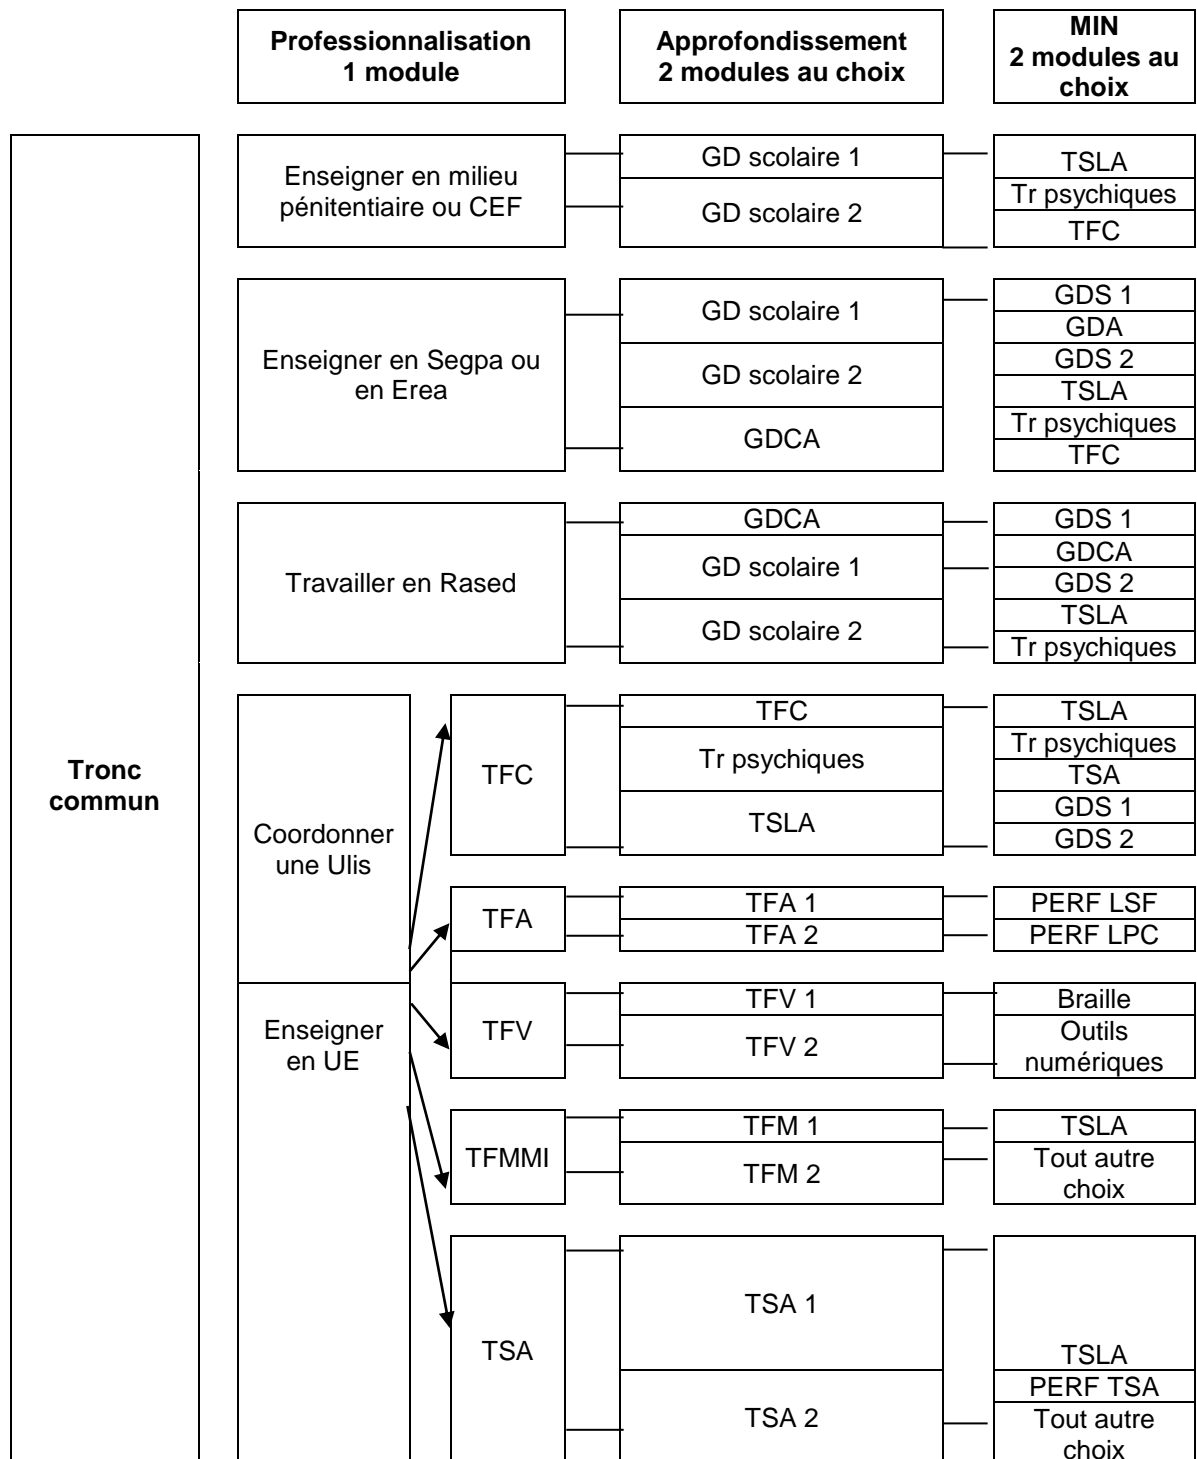 Professionnalisation
1 module
Approfondissement
2 modules au choix
MIN
2 modules au
choix
Tronc
commun
Enseigner en milieu
pénitentiaire ou CEF
GD scolaire 1
GD scolaire 2
TSLA
Tr psychiques
TFC
Enseigner en Segpa ou
en Erea
GD scolaire 1
GD scolaire 2
GDCA
GDS 1
GDA
GDS 2
TSLA
Tr psychiques
TFC
Travailler en Rased
GDCA
GD scolaire 1
GD scolaire 2
GDS 1
GDCA
GDS 2
TSLA
Tr psychiques
Coordonner
une Ulis
Enseigner
en UE
TFC
TFC
Tr psychiques
TSLA
TSLA
Tr psychiques
TSA
GDS 1
GDS 2
TFA
TFA 1
TFA 2
PERF LSF
PERF LPC
TFV
TFV 1
TFV 2
Braille
Outils
numériques
TFMMI
TFM 1
TFM 2
TSLA
Tout autre
choix
TSA
TSA 1
TSA 2
TSLA
PERF TSA
Tout autre
choix